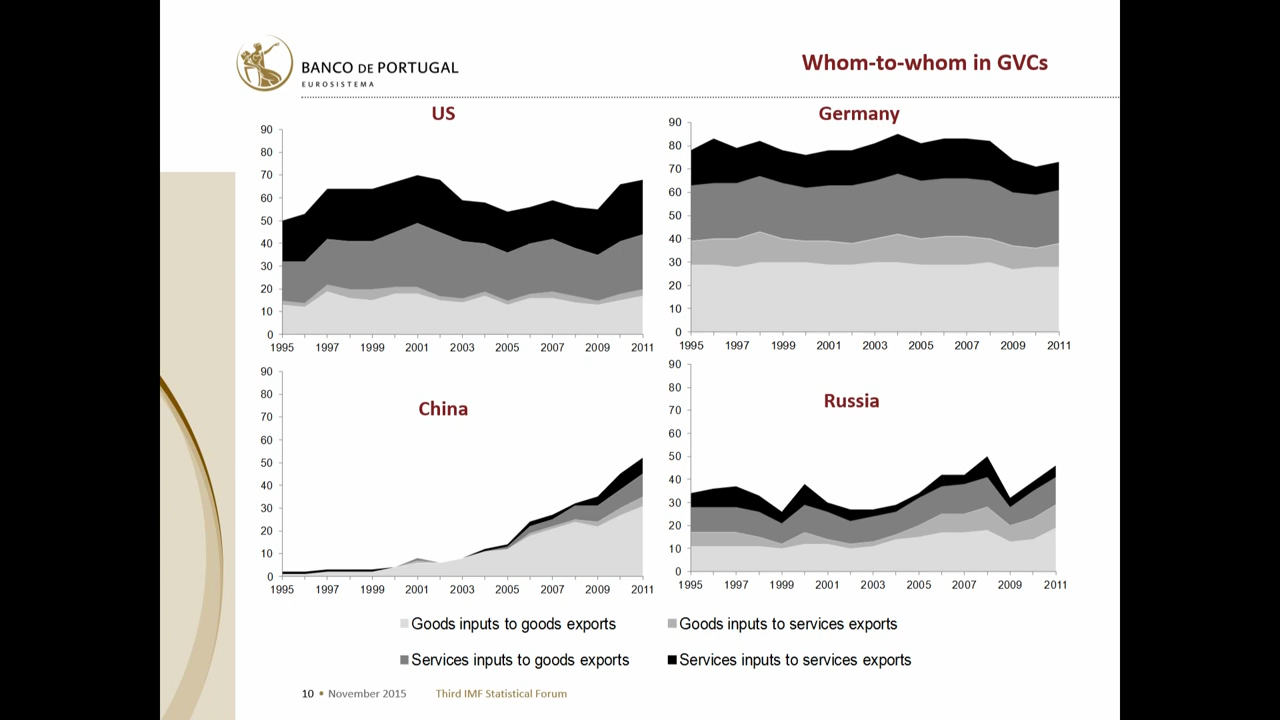 BANCO DE PORTUGAL
EUROSISTEMA
Whom-to-whom in GVCs
US
90
80
70
60
50
40
30
20
10
0
1995 1997 1999 2001 2003 2005 2007 2009 2011
Germany
90
80
70
60
50
40
30
20
10
0
1995 1997 1999 2001 2003 2005 2007 2009 2011
China
90
80
70
60
50
40
30
20
10
0
1995 1997 1999 2001 2003 2005 2007 2009 2011
Russia
90
80
70
60
50
40
30
20
10
0
1995 1997 1999 2001 2003 2005 2007 2009 2011
Goods inputs to goods exports
Goods inputs to services exports
Services inputs to goods exports
Services inputs to services exports
10 • November 2015 Third IMF Statistical Forum